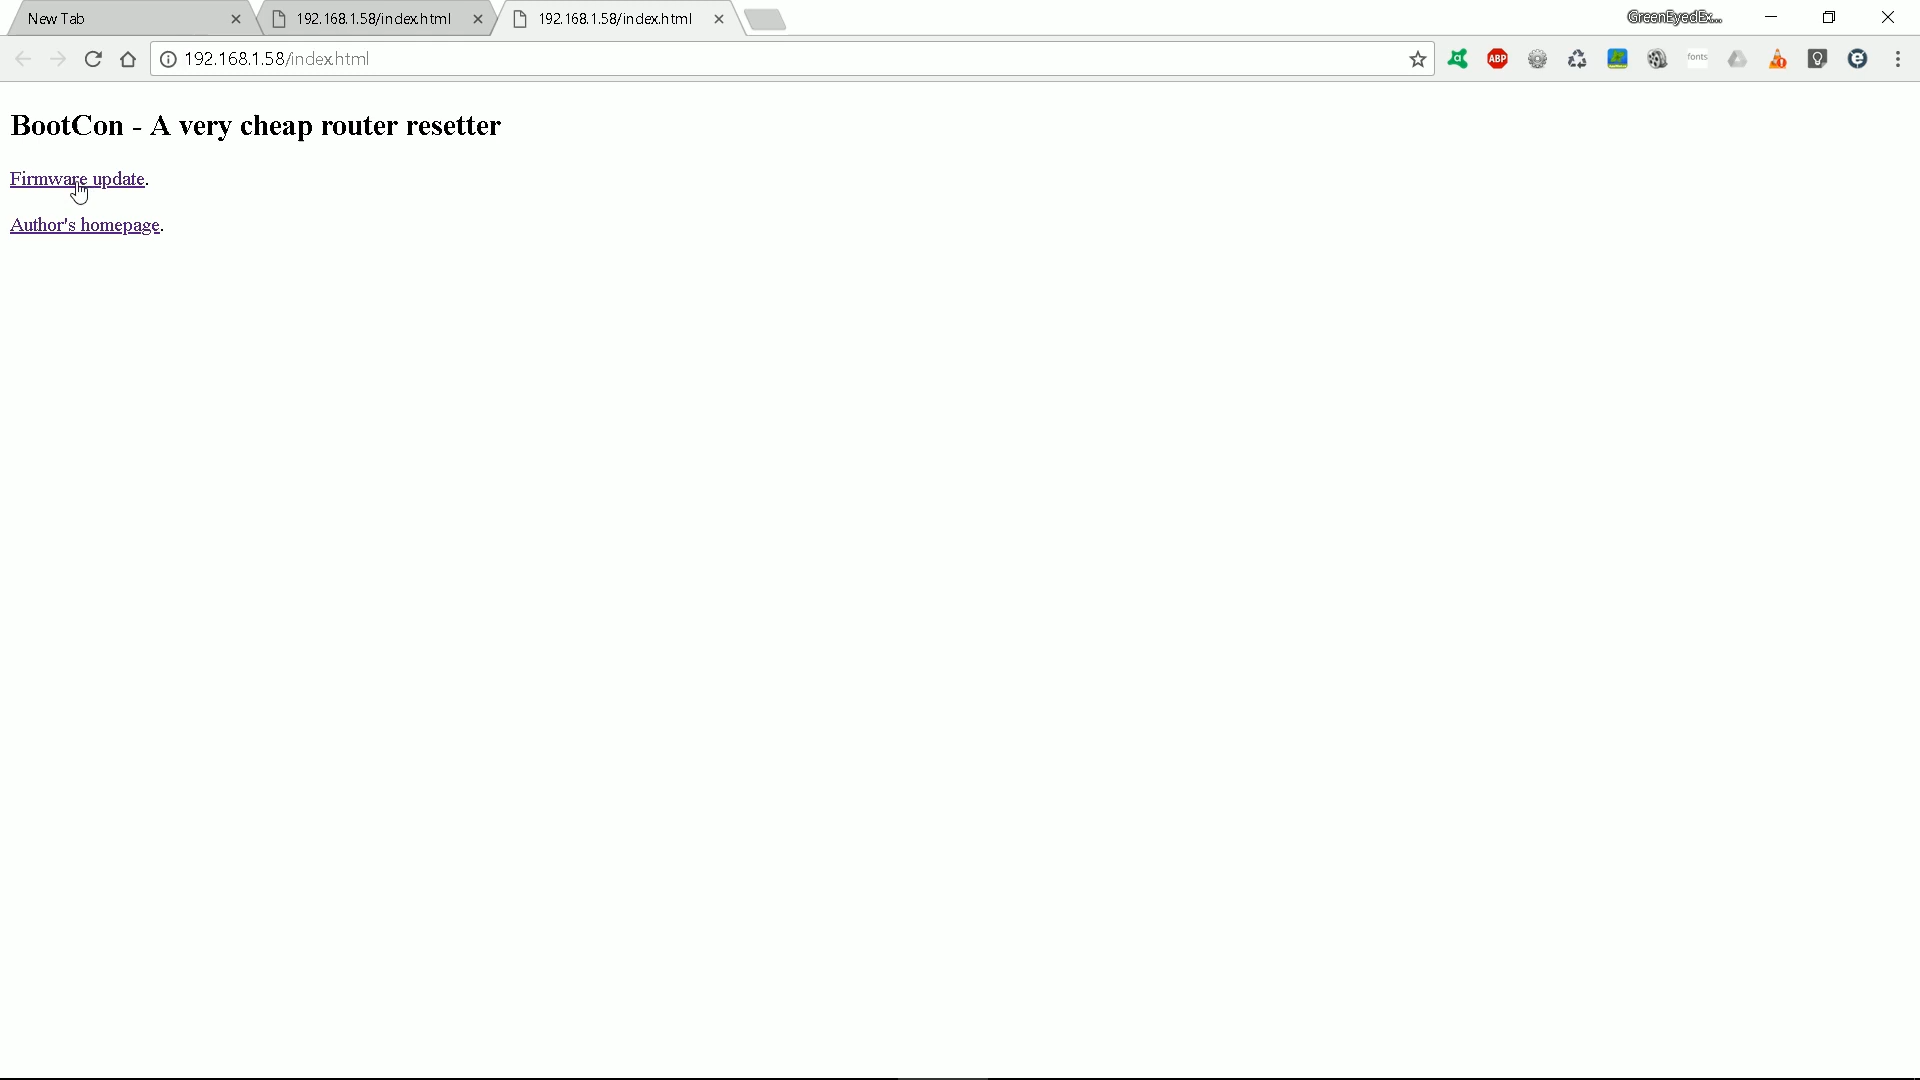 New Tab
192.168.1.58/index.html
192.168.1.58/index.html
GreenEyedEx...
192.168.1.58/index.html
ABP
fonts
BootCon - A very cheap router resetter
Firmware update.
Author's homepage.